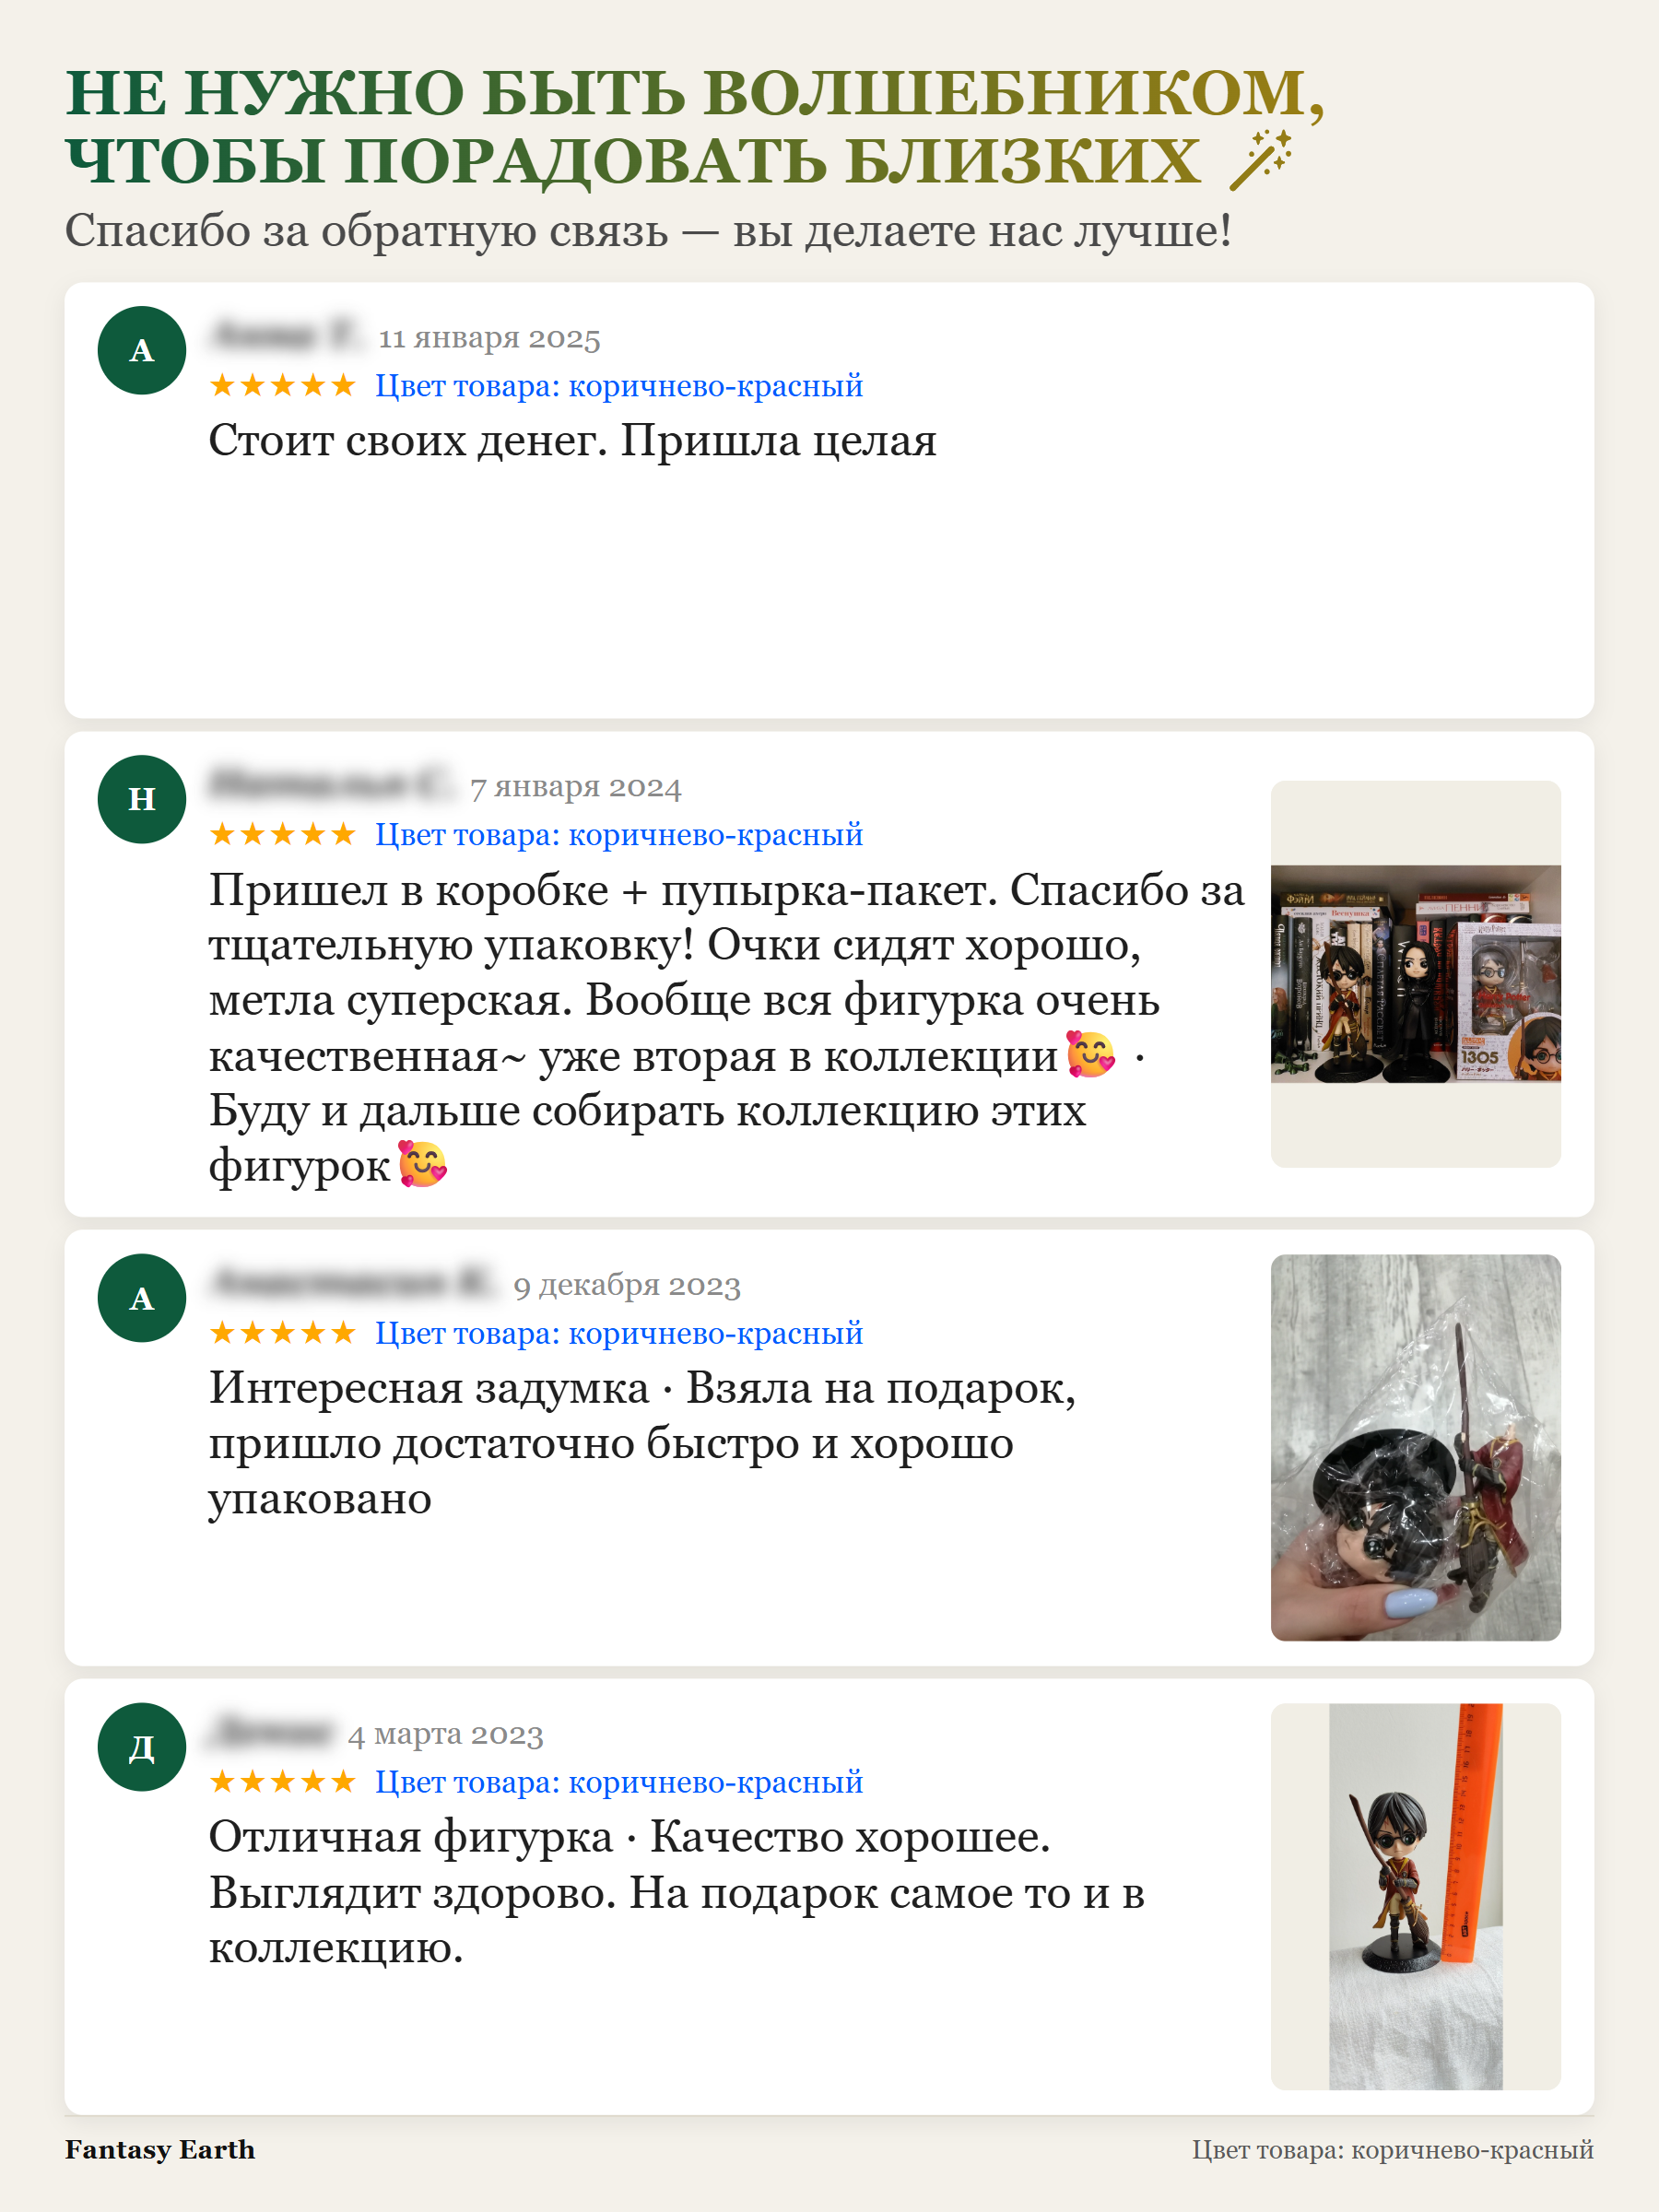 НЕ НУЖНО БЫТЬ ВОЛШЕБНИКОМ,
ЧТОБЫ ПОРАДОВАТЬ БЛИЗКИХ
Спасибо за обратную связь — вы делаете нас лучше!
А
11 января 2025
★★★★★ Цвет товара: коричнево-красный
Стоит своих денег. Пришла целая
Н
7 января 2024
★★★★★ Цвет товара: коричнево-красный
Пришел в коробке + пупырка-пакет. Спасибо за
тщательную упаковку! Очки сидят хорошо,
метла суперская. Вообще вся фигурка очень
качественная~ уже вторая в коллекции🥰 ·
Буду и дальше собирать коллекцию этих
фигурок🥰
1305
А
9 декабря 2023
★★★★★ Цвет товара: коричнево-красный
Интересная задумка · Взяла на подарок,
пришло достаточно быстро и хорошо
упаковано
Д
4 марта 2023
★★★★★ Цвет товара: коричнево-красный
Отличная фигурка · Качество хорошее.
Выглядит здорово. На подарок самое то и в
коллекцию.
Fantasy Earth
Цвет товара: коричнево-красный